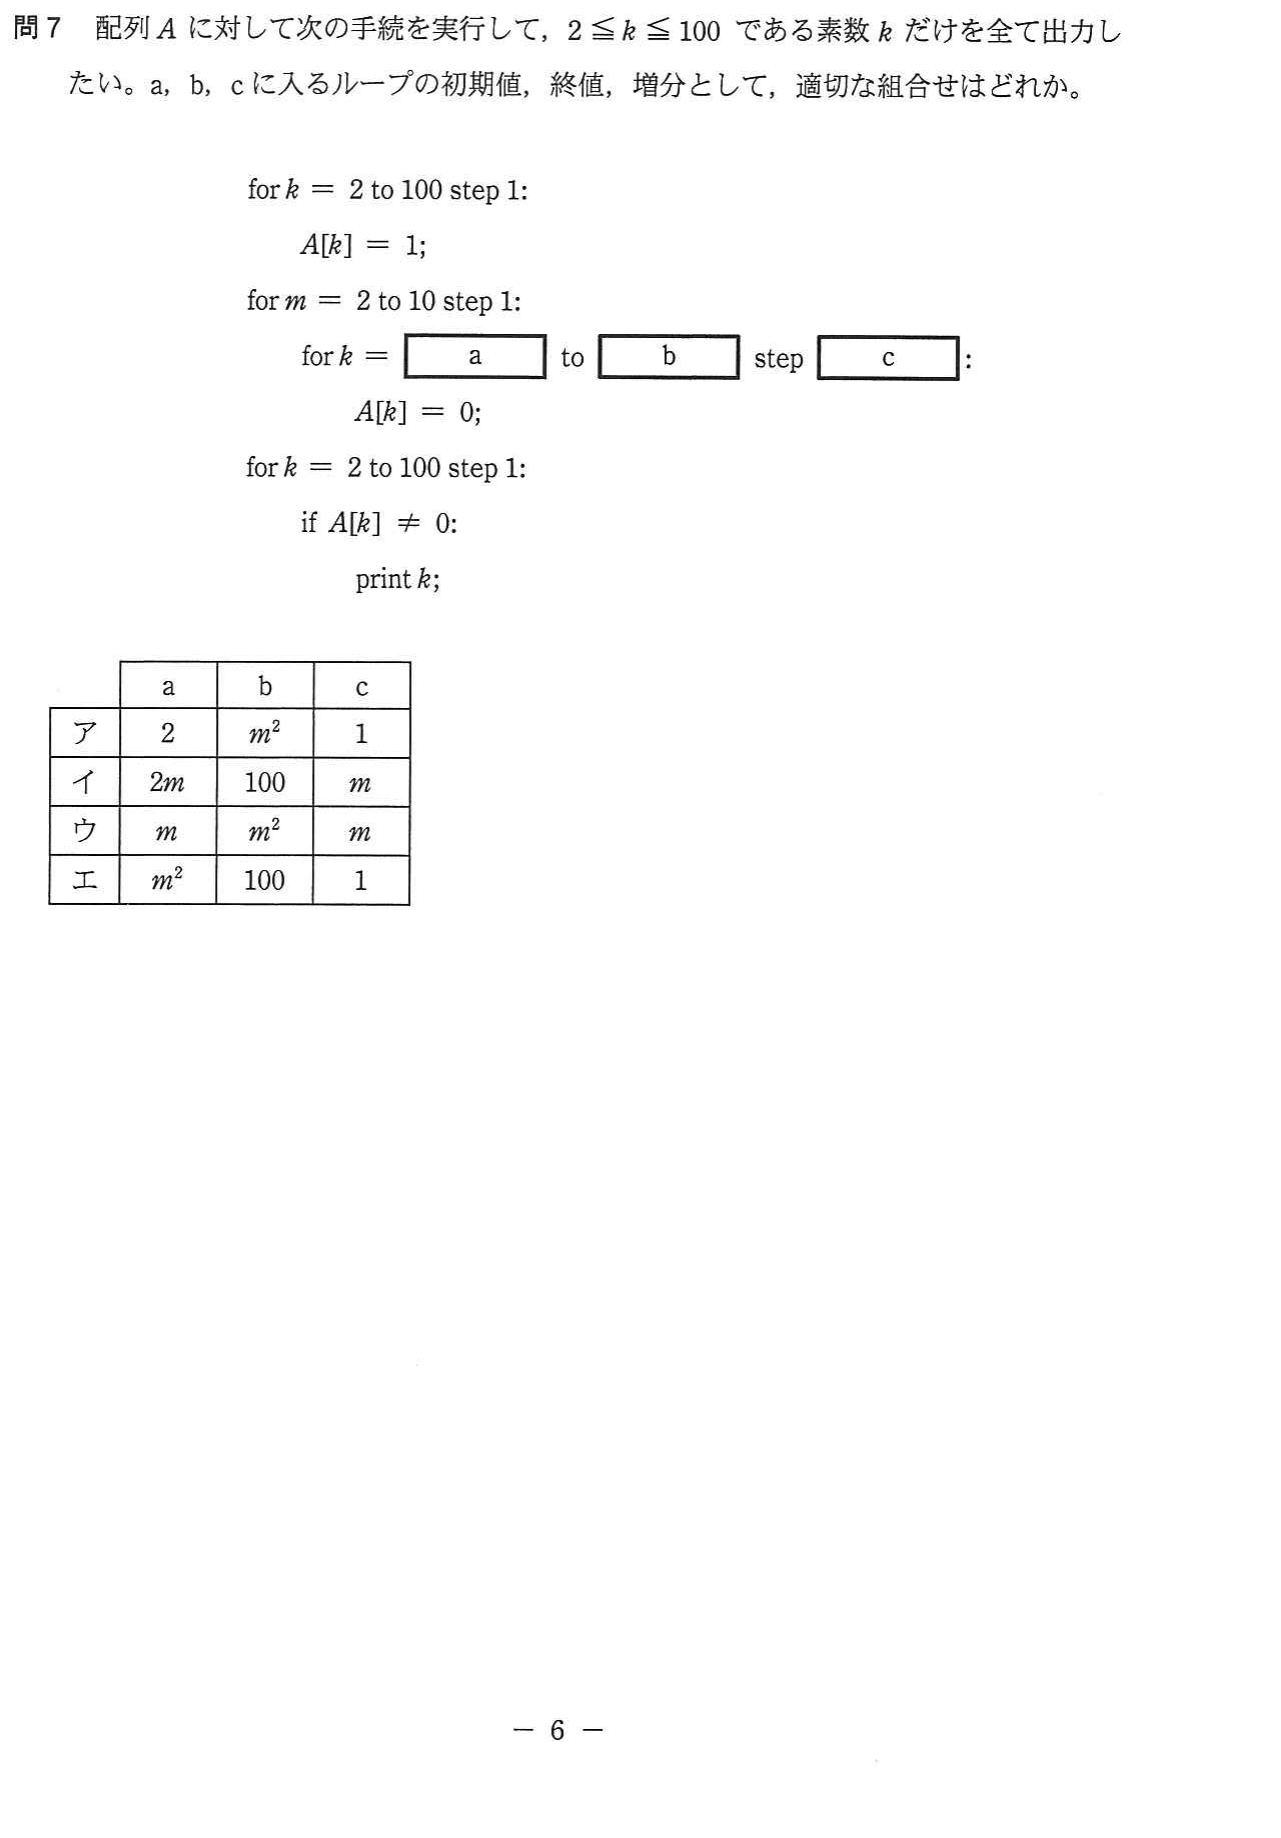 問7 配列 A に対して次の手続を実行して，2 ≦ k ≦ 100 である素数 k だけを全て出力し
たい。a，b，c に入るループの初期値，終値，増分として，適切な組合せはどれか。
for k = 2 to 100 step 1:
A[k] = 1;
for m = 2 to 10 step 1:
for k = a to b step c :
A[k] = 0;
for k = 2 to 100 step 1:
if A[k] ≠ 0:
print k;
a b c
ア 2 m² 1
イ 2m 100 m
ウ m m² m
エ m² 100 1
－ 6 －